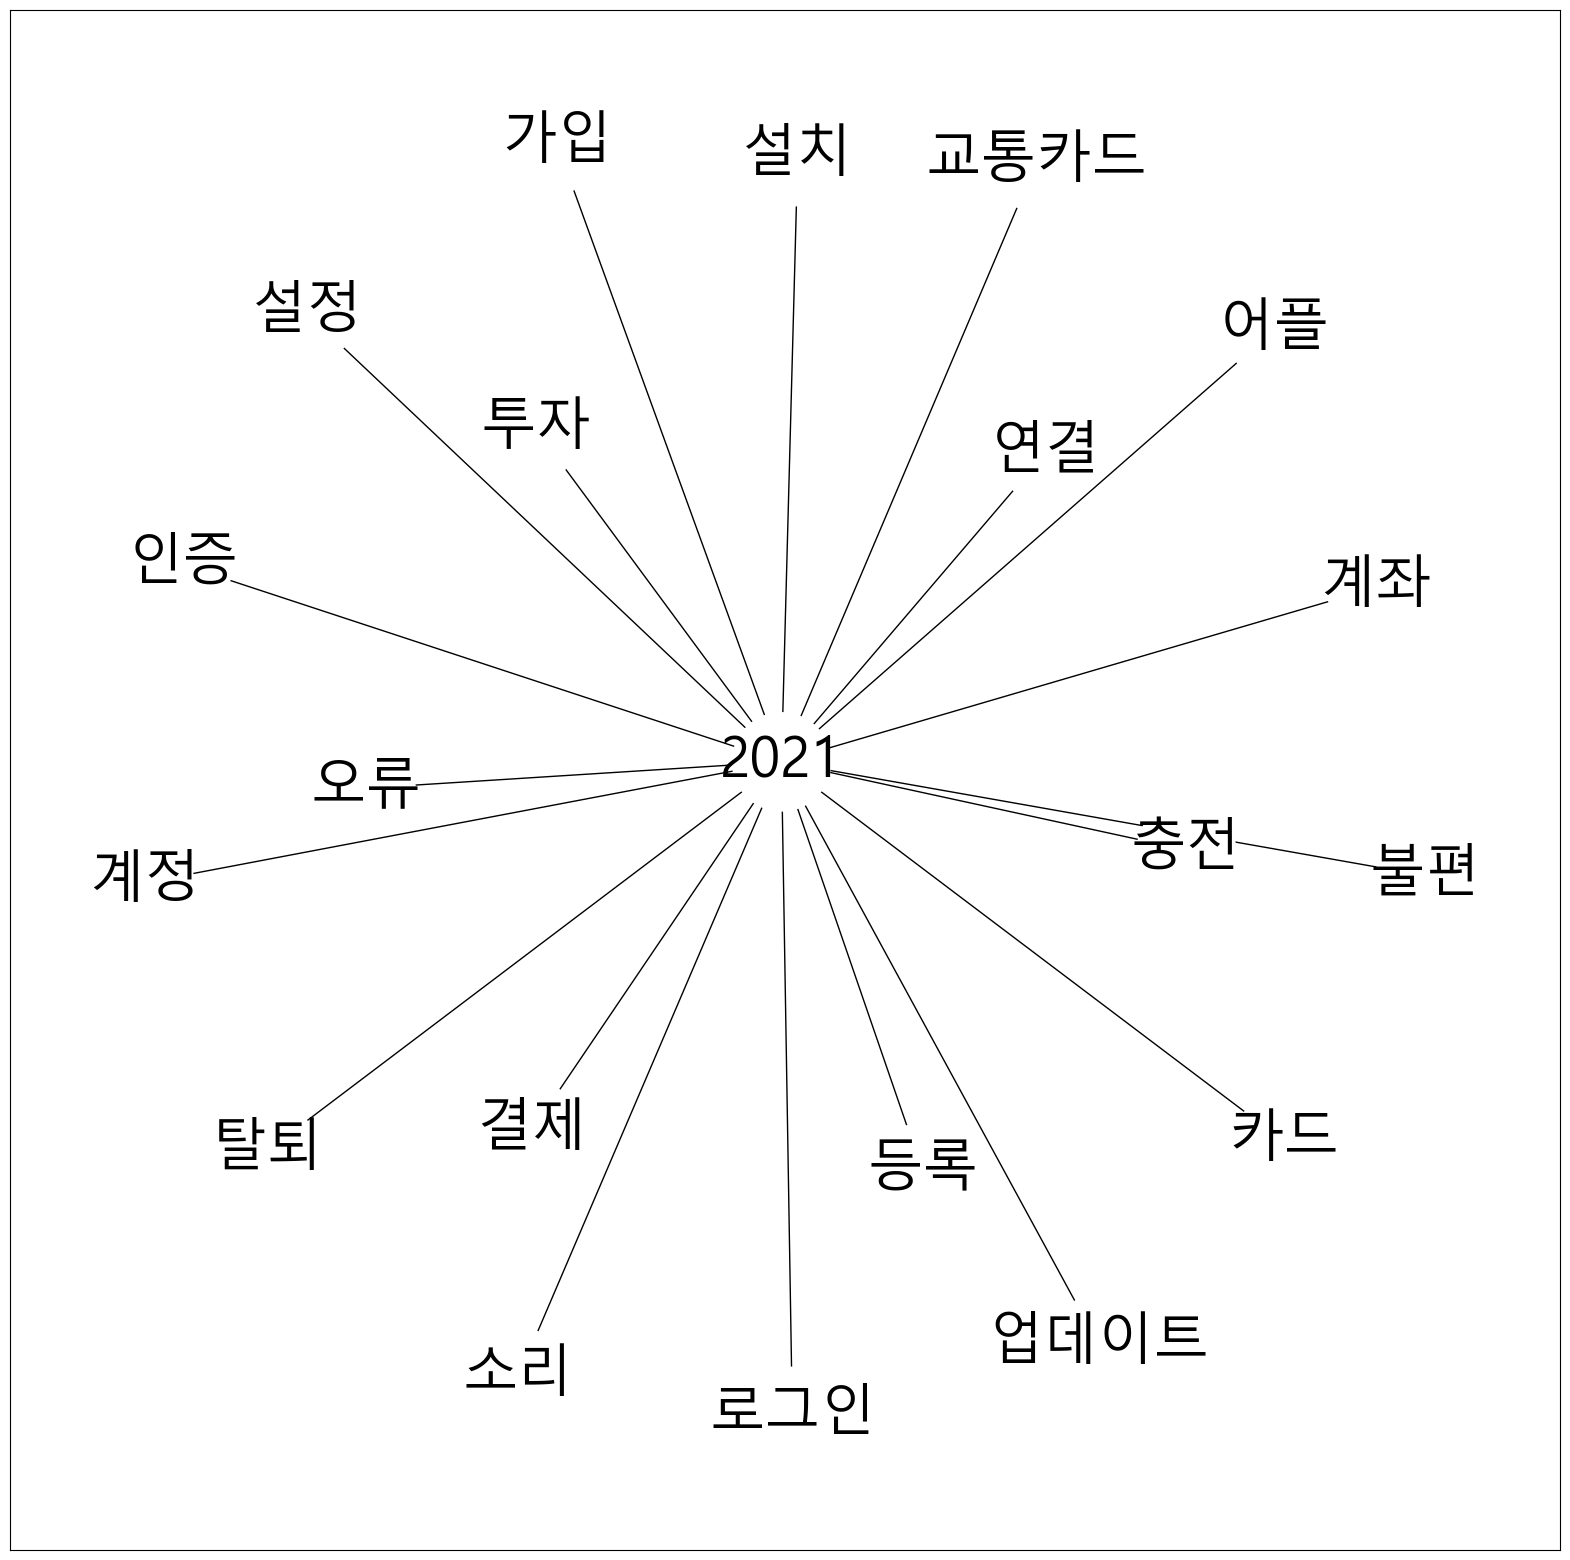 가입
설치
교통카드
설정
어플
투자
연결
인증
계좌
2021
오류
충전
계정
불편
탈퇴
결제
등록
카드
소리
업데이트
로그인